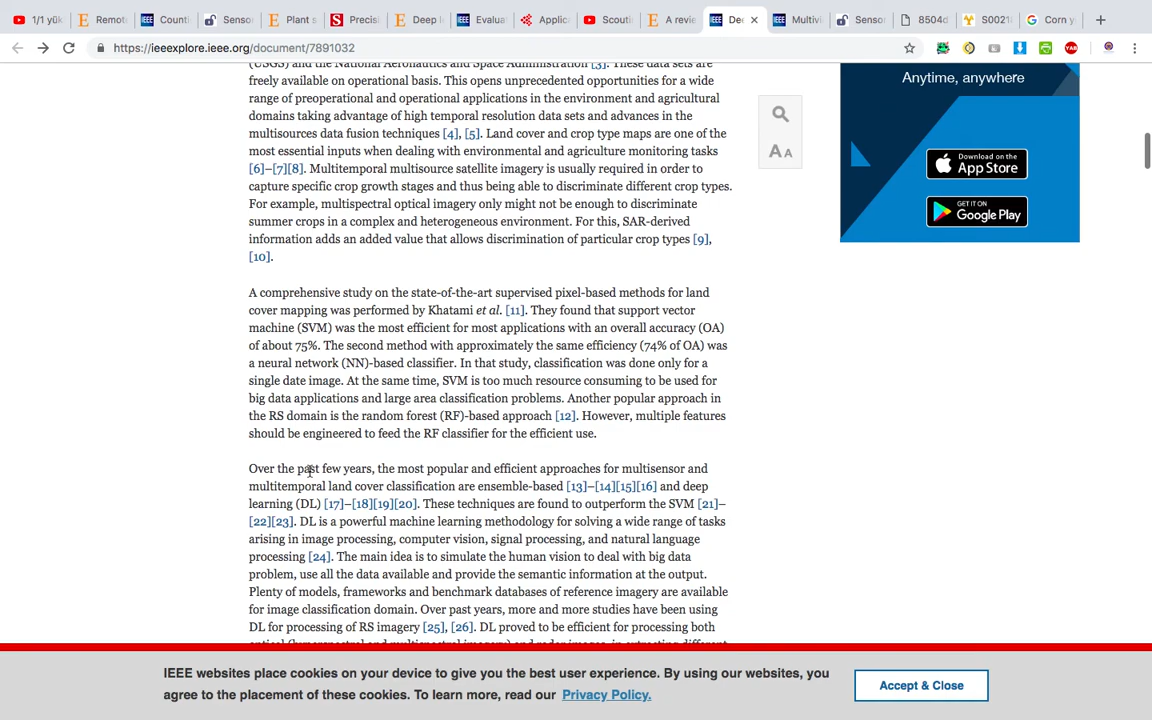 1/1 yük
Remote
Counti
Sensor
Plant s
Precisi
Deep l
Evalua
Applic
Scoutin
A revie
Dee
Multivi
Sensor
8504d
S0021
Corn y
https://ieeexplore.ieee.org/document/7891032
(USGS) and the National Aeronautics and Space Administration [3]. These data sets are
freely available on operational basis. This opens unprecedented opportunities for a wide
range of preoperational and operational applications in the environment and agricultural
domains taking advantage of high temporal resolution data sets and advances in the
multisources data fusion techniques [4], [5]. Land cover and crop type maps are one of the
most essential inputs when dealing with environmental and agriculture monitoring tasks
[6]–[7][8]. Multitemporal multisource satellite imagery is usually required in order to
capture specific crop growth stages and thus being able to discriminate different crop types.
For example, multispectral optical imagery only might not be enough to discriminate
summer crops in a complex and heterogeneous environment. For this, SAR-derived
information adds an added value that allows discrimination of particular crop types [9],
[10].
A comprehensive study on the state-of-the-art supervised pixel-based methods for land
cover mapping was performed by Khatami et al. [11]. They found that support vector
machine (SVM) was the most efficient for most applications with an overall accuracy (OA)
of about 75%. The second method with approximately the same efficiency (74% of OA) was
a neural network (NN)-based classifier. In that study, classification was done only for a
single date image. At the same time, SVM is too much resource consuming to be used for
big data applications and large area classification problems. Another popular approach in
the RS domain is the random forest (RF)-based approach [12]. However, multiple features
should be engineered to feed the RF classifier for the efficient use.
Over the past few years, the most popular and efficient approaches for multisensor and
multitemporal land cover classification are ensemble-based [13]–[14][15][16] and deep
learning (DL) [17]–[18][19][20]. These techniques are found to outperform the SVM [21]–
[22][23]. DL is a powerful machine learning methodology for solving a wide range of tasks
arising in image processing, computer vision, signal processing, and natural language
processing [24]. The main idea is to simulate the human vision to deal with big data
problem, use all the data available and provide the semantic information at the output.
Plenty of models, frameworks and benchmark databases of reference imagery are available
for image classification domain. Over past years, more and more studies have been using
DL for processing of RS imagery [25], [26]. DL proved to be efficient for processing both
optical (hyperspectral and multispectral imagery) and radar images, in extracting different
AA
Anytime, anywhere
Download on the
App Store
GET IT ON
Google Play
IEEE websites place cookies on your device to give you the best user experience. By using our websites, you
agree to the placement of these cookies. To learn more, read our Privacy Policy.
Accept & Close